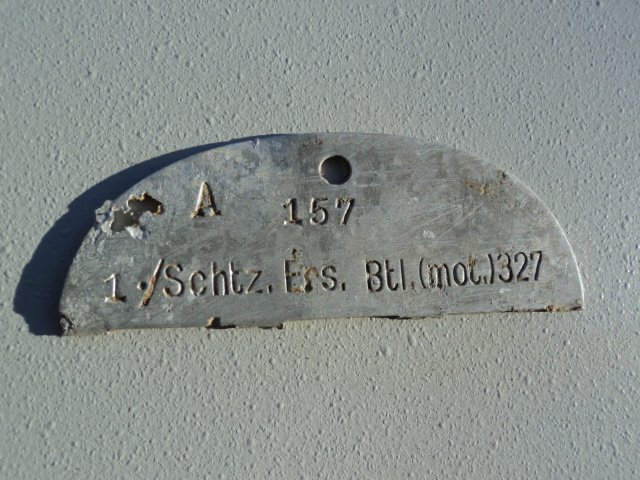 A 157
1./Schtz. Ers. Btl.(mot.)327